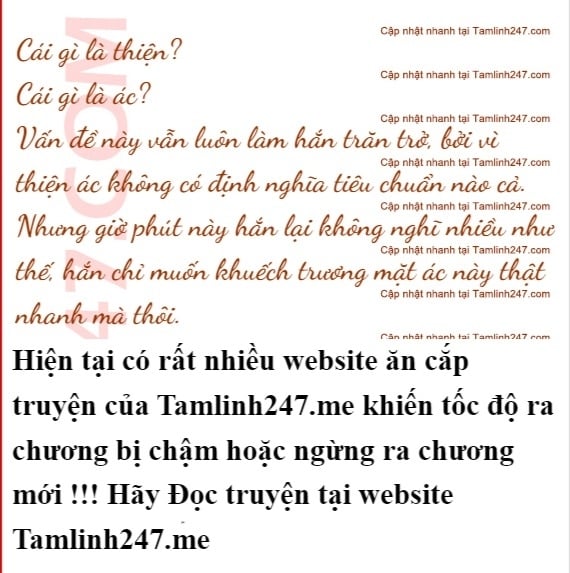 Cập nhật nhanh tại Tamlinh247.com
Cái gì là thiện?
Cập nhật nhanh tại Tamlinh247.com
Cái gì là ác?
Cập nhật nhanh tại Tamlinh247.com
Vấn đề này vẫn luôn làm hắn trăn trở, bởi vì
Cập nhật nhanh tại Tamlinh247.com
thiện ác không có định nghĩa tiêu chuẩn nào cả.
Cập nhật nhanh tại Tamlinh247.com
Nhưng giờ phút này hắn lại không nghĩ nhiều như
Cập nhật nhanh tại Tamlinh247.com
thế, hắn chỉ muốn khuếch trương mặt ác này thật
Cập nhật nhanh tại Tamlinh247.com
nhanh mà thôi.
Cập nhật nhanh tại Tamlinh247.com
47.COM
Hiện tại có rất nhiều website ăn cắp
truyện của Tamlinh247.me khiến tốc độ ra
chương bị chậm hoặc ngừng ra chương
mới !!! Hãy Đọc truyện tại website
Tamlinh247.me